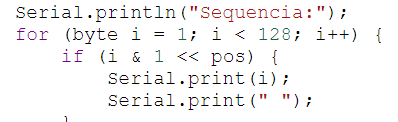 Serial.println("Sequencia:");
for (byte i = 1; i < 128; i++) {
    if (i & 1 << pos) {
        Serial.print(i);
        Serial.print(" ");
    }